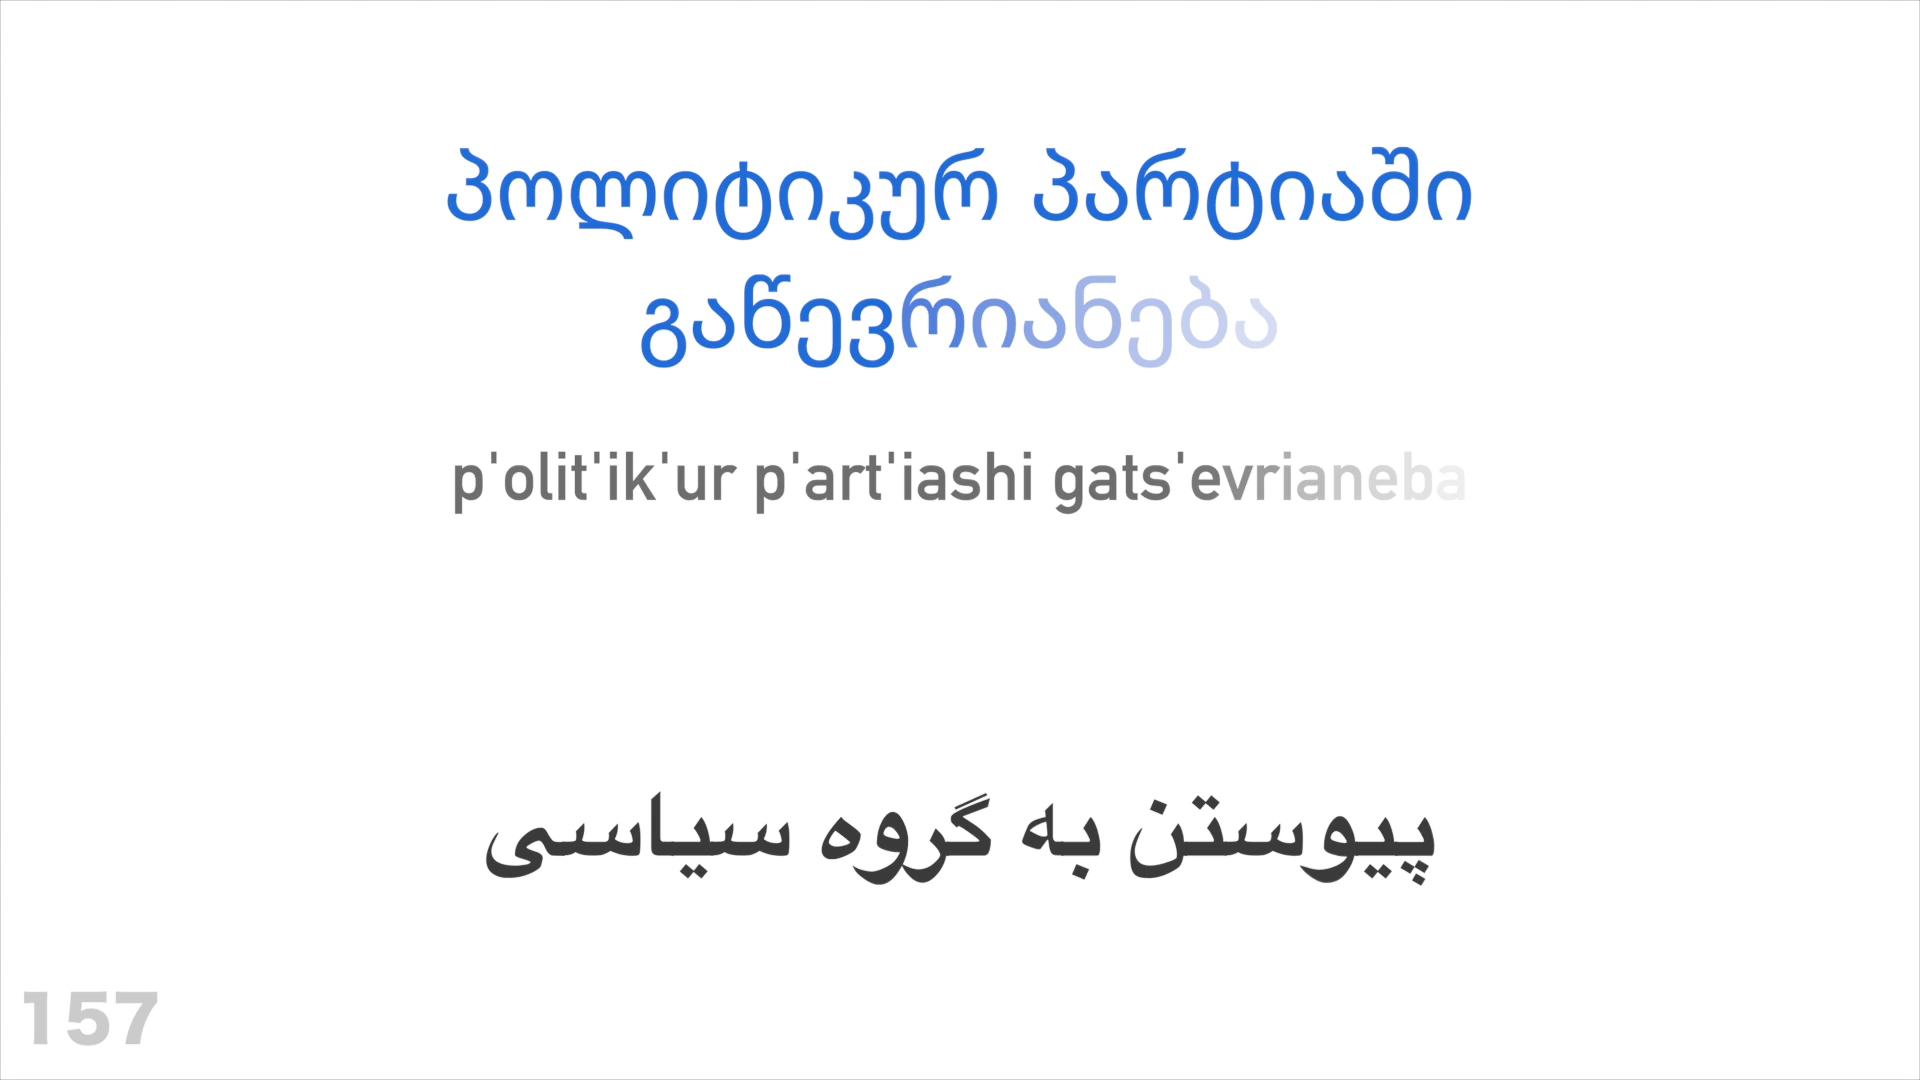 პოლიტიკურ პარტიაში
გაწევრიანება
p'olit'ik'ur p'art'iashi gats'evrianeba
پیوستن به گروه سیاسی
157